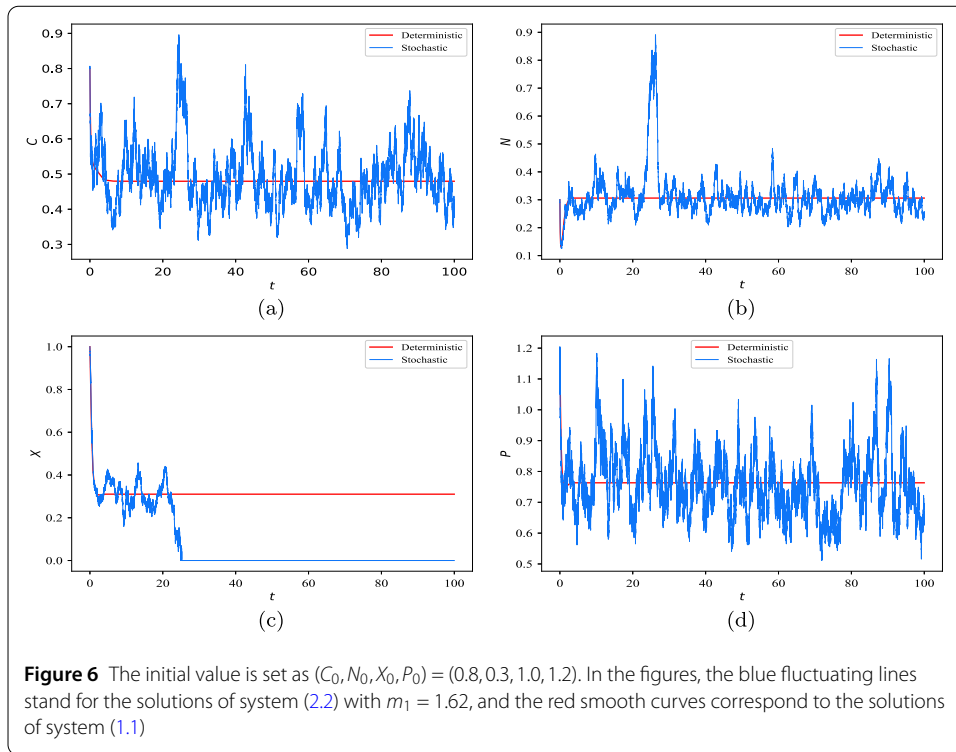 0.9
0.8
0.7
0.6
0.5
0.4
0.3
C
Deterministic
Stochastic
0 20 40 60 80 100
t
(a)
0.9
0.8
0.7
0.6
0.5
0.4
0.3
0.2
0.1
N
Deterministic
Stochastic
0 20 40 60 80 100
t
(b)
1.0
0.8
0.6
0.4
0.2
0.0
X
Deterministic
Stochastic
0 20 40 60 80 100
t
(c)
1.2
1.1
1.0
0.9
0.8
0.7
0.6
0.5
P
Deterministic
Stochastic
0 20 40 60 80 100
t
(d)
Figure 6 The initial value is set as (C₀, N₀, X₀, P₀) = (0.8, 0.3, 1.0, 1.2). In the figures, the blue fluctuating lines
stand for the solutions of system (2.2) with m₁ = 1.62, and the red smooth curves correspond to the solutions
of system (1.1)